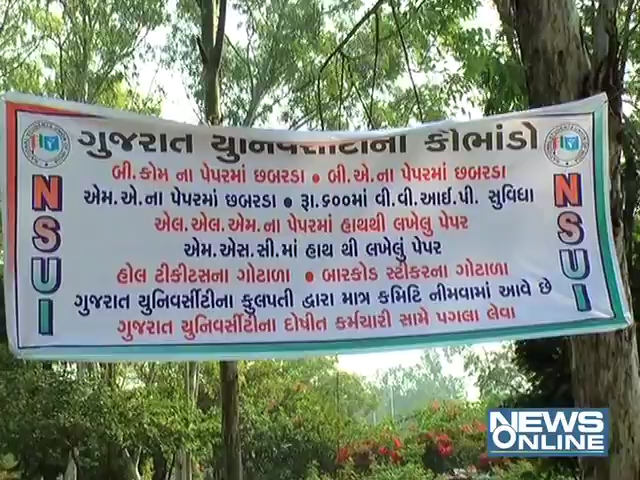 ગુજરાત યુનિવર્સીટીના કૌભાંડો
બી.કોમ ના પેપરમાં છબરડા • બી.એ.ના પેપરમાં છબરડા
એમ.એ.ના પેપરમાં છબરડા • રૂા.૬૦૦માં વી.વી.આઈ.પી. સુવિધા
એલ.એલ.એમ.ના પેપરમાં હાથથી લખેલુ પેપર
એમ.એસ.સી.માં હાથ થી લખેલું પેપર
હોલ ટીકીટસના ગોટાળા • બારકોડ સ્ટીકરના ગોટાળા
ગુજરાત યુનિવર્સીટીના કુલપતી દ્વારા માત્ર કમિટિ નીમવામાં આવે છે
ગુજરાત યુનિવર્સીટીના દોષીત કર્મચારી સામે પગલા લેવા
NSUI
NSUI
NEWS
ONLINE